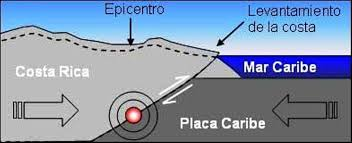 Epicentro
Levantamiento
de la costa
Costa Rica
Mar Caribe
Placa Caribe